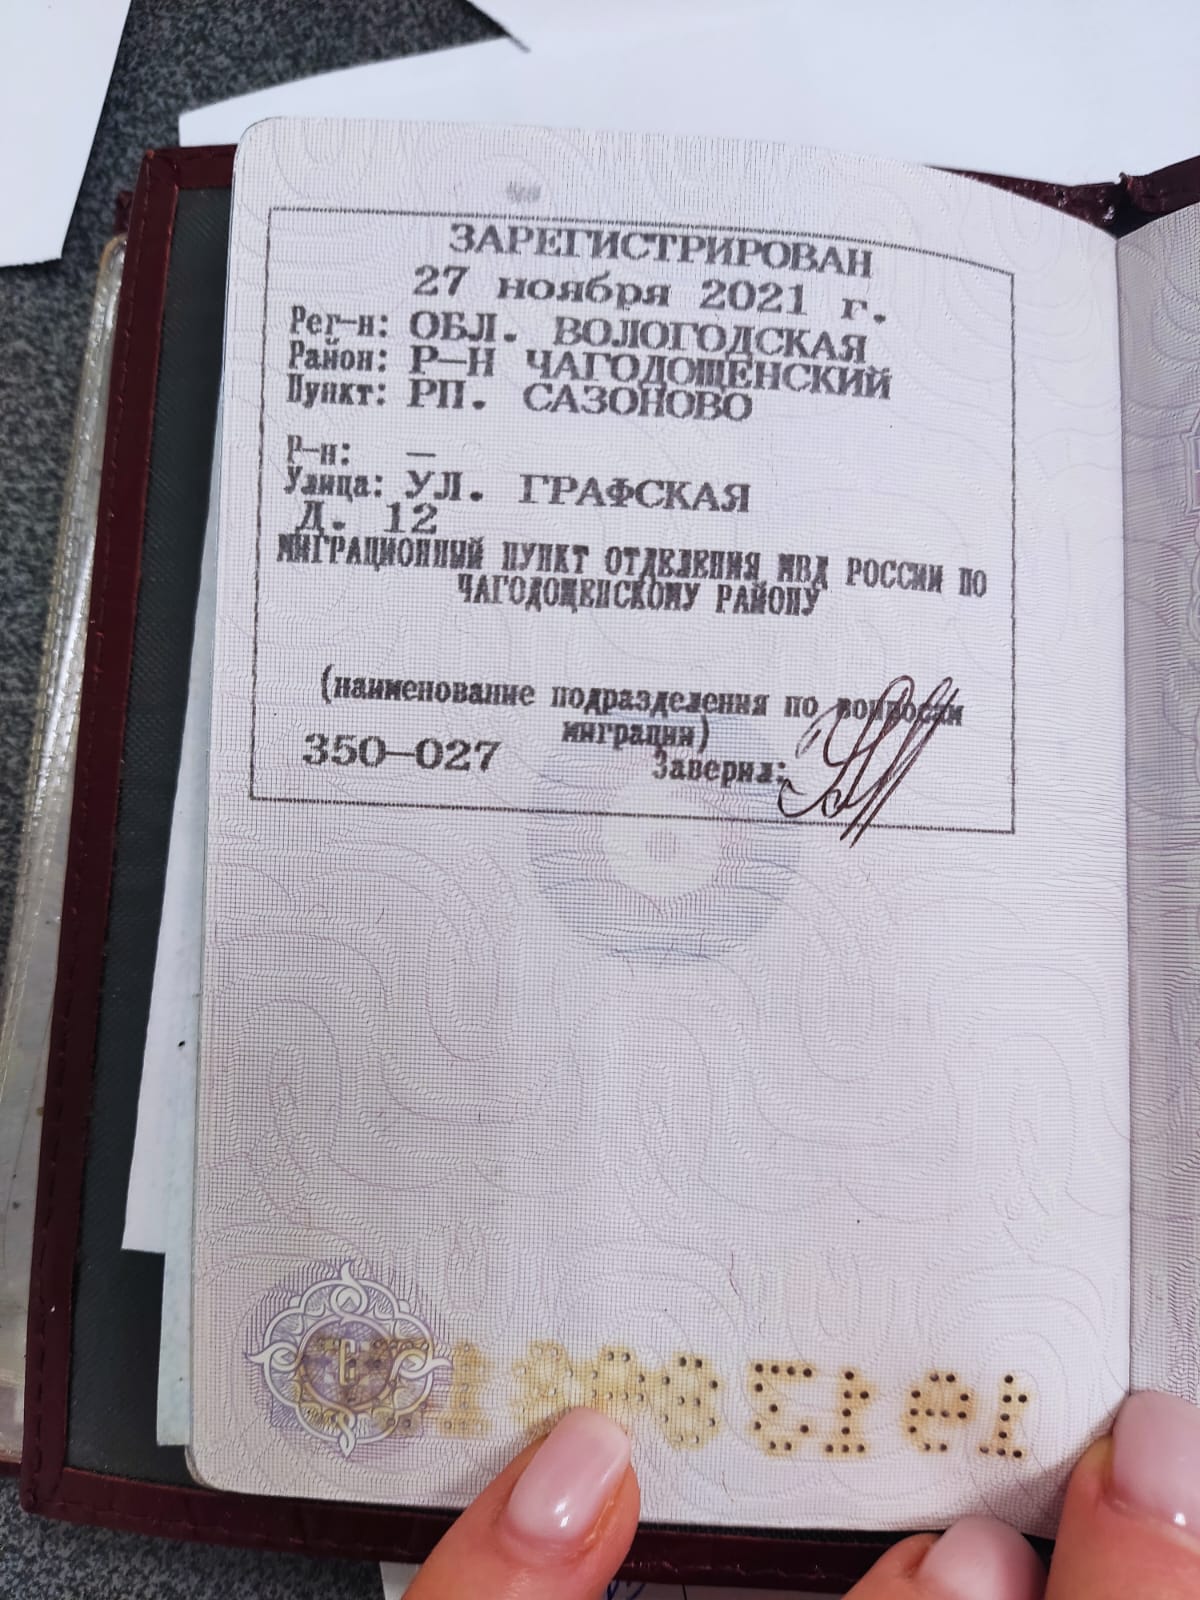 ЗАРЕГИСТРИРОВАН
27 ноября 2021 г.
Рег-н: ОБЛ. ВОЛОГОДСКАЯ
Район: Р-Н ЧАГОДОЩЕНСКИЙ
Пункт: РП. САЗОНОВО
Р-н: —
Улица: УЛ. ГРАФСКАЯ
Д. 12
МИГРАЦИОННЫЙ ПУНКТ ОТДЕЛЕНИЯ МВД РОССИИ ПО
ЧАГОДОЩЕНСКОМУ РАЙОНУ
(наименование подразделения по вопросам
миграции)
350-027 Заверил: